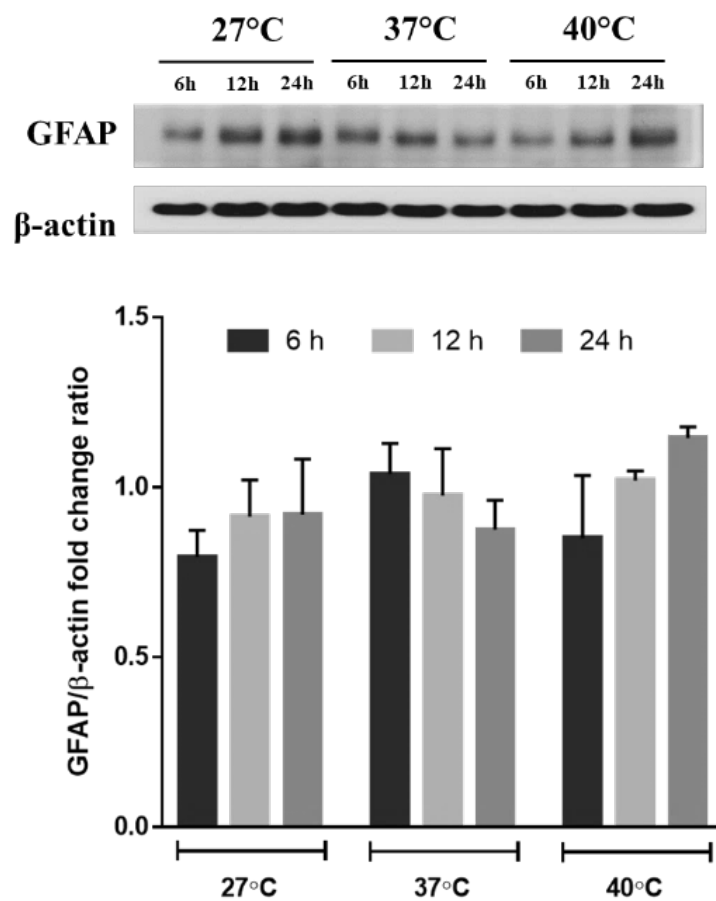 27°C 37°C 40°C
6h 12h 24h 6h 12h 24h 6h 12h 24h
GFAP
β-actin
1.5
6 h 12 h 24 h
1.0
0.5
0.0
GFAP/β-actin fold change ratio
27°C 37°C 40°C